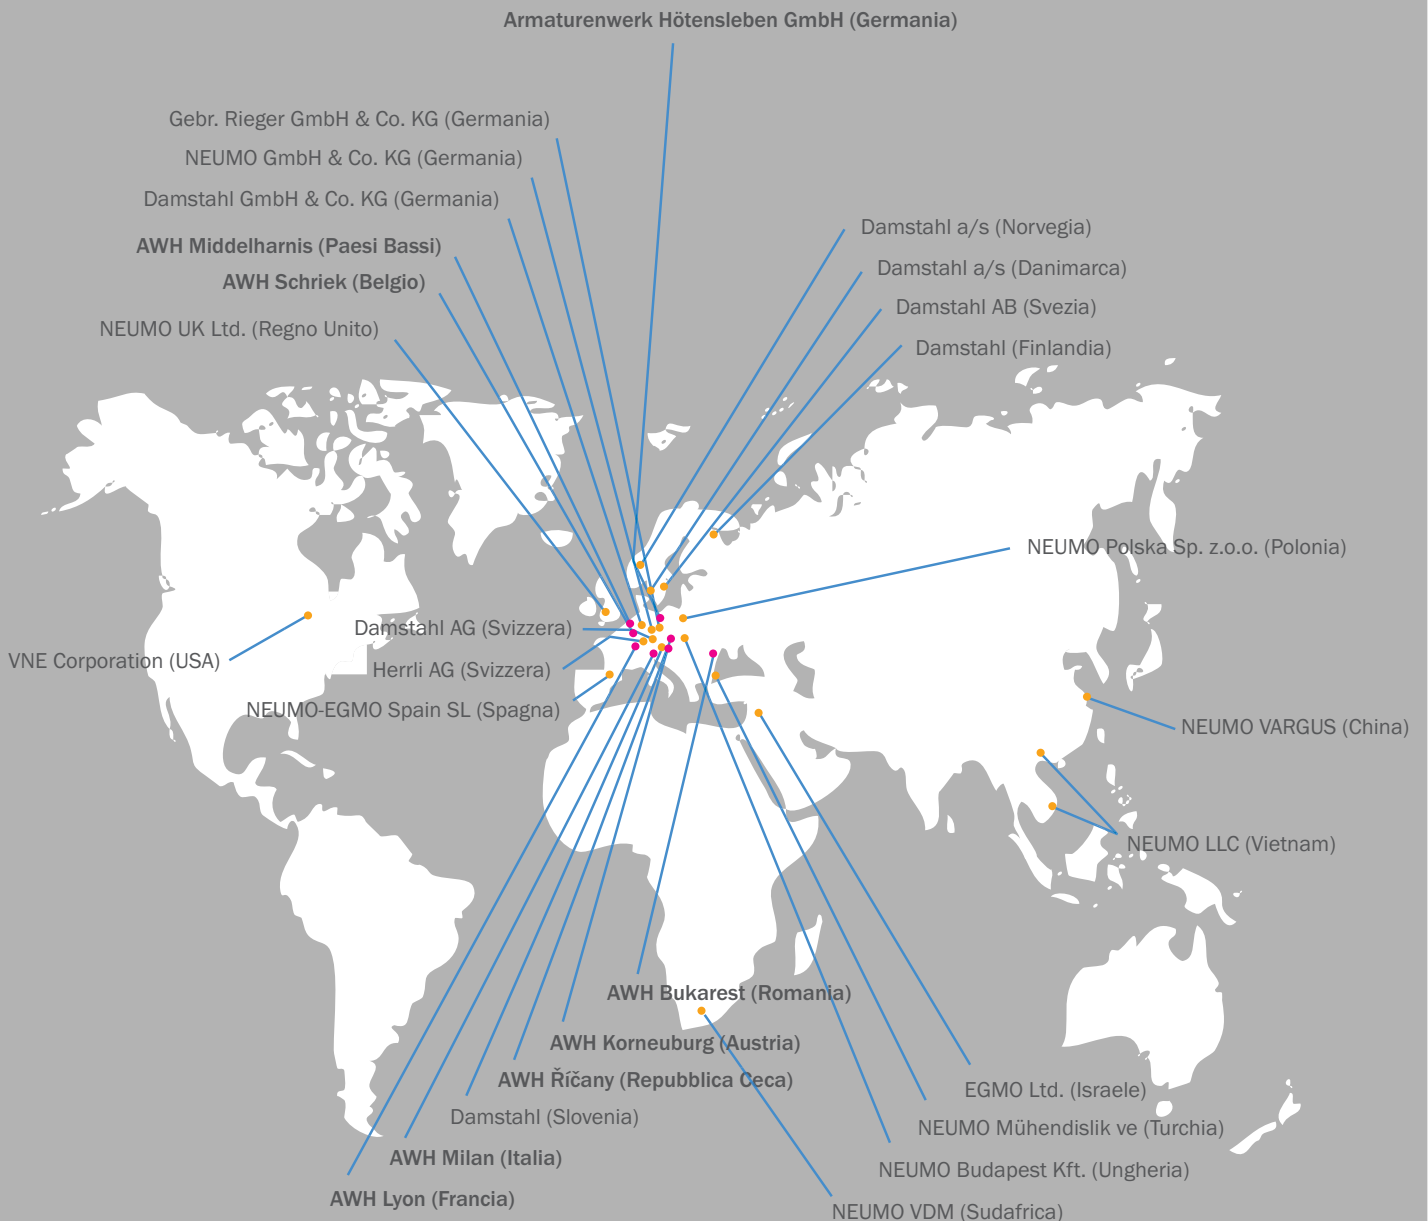 Armaturenwerk Hötensleben GmbH (Germania)
Gebr. Rieger GmbH & Co. KG (Germania)
NEUMO GmbH & Co. KG (Germania)
Damstahl GmbH & Co. KG (Germania)
AWH Middelharnis (Paesi Bassi)
AWH Schriek (Belgio)
NEUMO UK Ltd. (Regno Unito)
Damstahl a/s (Norvegia)
Damstahl a/s (Danimarca)
Damstahl AB (Svezia)
Damstahl (Finlandia)
NEUMO Polska Sp. z.o.o. (Polonia)
Damstahl AG (Svizzera)
VNE Corporation (USA)
Herrli AG (Svizzera)
NEUMO-EGMO Spain SL (Spagna)
NEUMO VARGUS (China)
NEUMO LLC (Vietnam)
AWH Bukarest (Romania)
AWH Korneuburg (Austria)
AWH Říčany (Repubblica Ceca)
Damstahl (Slovenia)
AWH Milan (Italia)
AWH Lyon (Francia)
EGMO Ltd. (Israele)
NEUMO Mühendislik ve (Turchia)
NEUMO Budapest Kft. (Ungheria)
NEUMO VDM (Sudafrica)